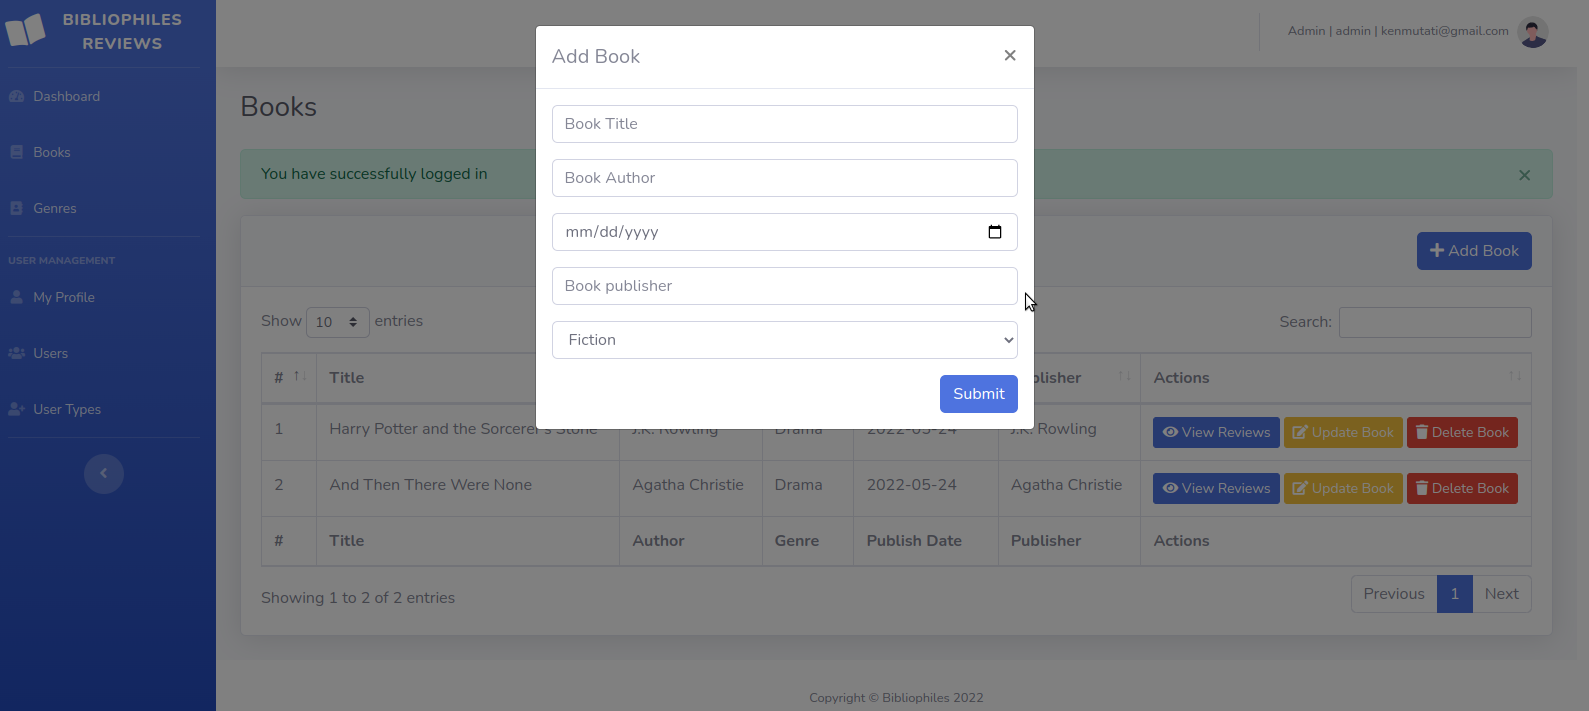 BIBLIOPHILES
REVIEWS
Admin | admin | kenmutati@gmail.com
Dashboard
Books
Genres
USER MANAGEMENT
My Profile
Users
User Types
Books
You have successfully logged in ×
+ Add Book
Show 10 entries
Search:
Add Book ×
Book Title
Book Author
mm/dd/yyyy
Book publisher
Fiction
Submit
# Title Actions
1 Harry Potter and the Sorcerer's Stone J.K. Rowling Drama 2022-05-24 J.K. Rowling View Reviews Update Book Delete Book
2 And Then There Were None Agatha Christie Drama 2022-05-24 Agatha Christie View Reviews Update Book Delete Book
# Title Author Genre Publish Date Publisher Actions
Showing 1 to 2 of 2 entries
Previous 1 Next
Copyright © Bibliophiles 2022